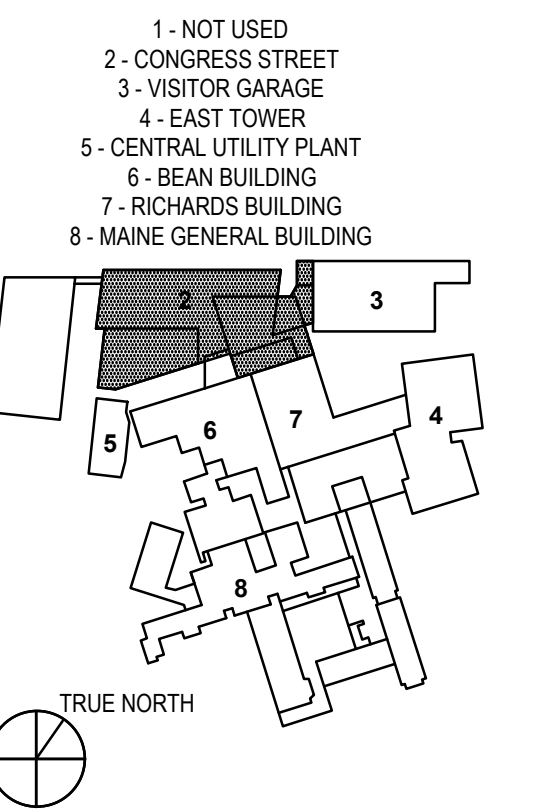 1 - NOT USED
2 - CONGRESS STREET
3 - VISITOR GARAGE
4 - EAST TOWER
5 - CENTRAL UTILITY PLANT
6 - BEAN BUILDING
7 - RICHARDS BUILDING
8 - MAINE GENERAL BUILDING
2
3
4
7
6
5
8
TRUE NORTH